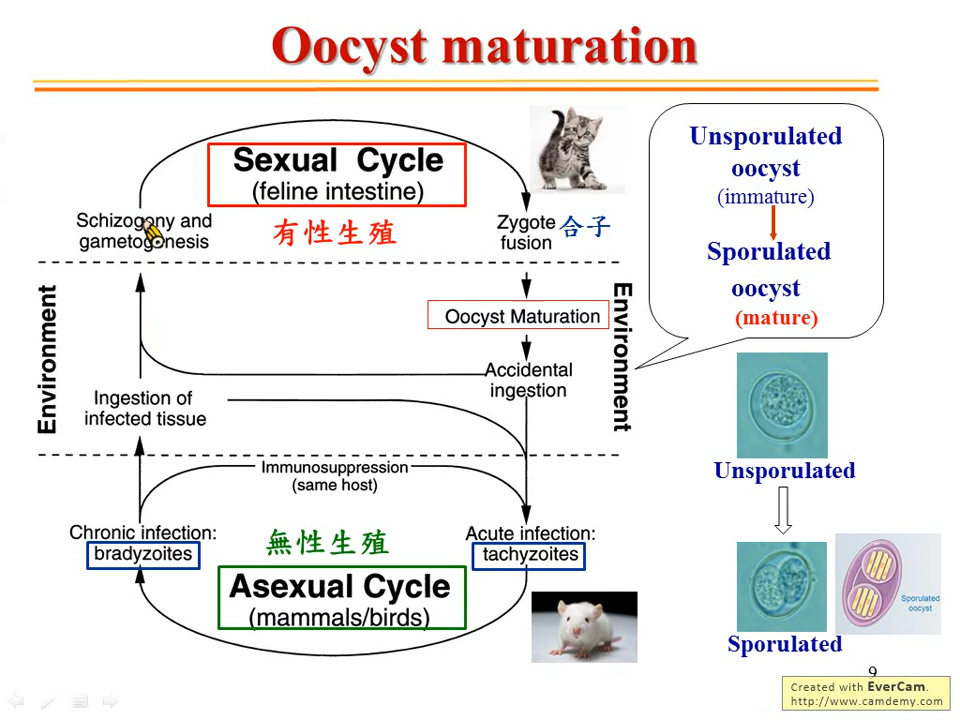 Oocyst maturation
Sexual Cycle
(feline intestine)
有性生殖
Schizogony and
gametogonesis
Zygote
fusion
合子
Environment
Oocyst Maturation
Environment
Accidental
ingestion
Ingestion of
infected tissue
Immunosuppression
(same host)
Chronic infection:
bradyzoites
無性生殖
Acute infection:
tachyzoites
Asexual Cycle
(mammals/birds)
Unsporulated
oocyst
(immature)
Sporulated
oocyst
(mature)
Unsporulated
Sporulated
oocyst
Sporulated
9
Created with EverCam.
http://www.camdemy.com